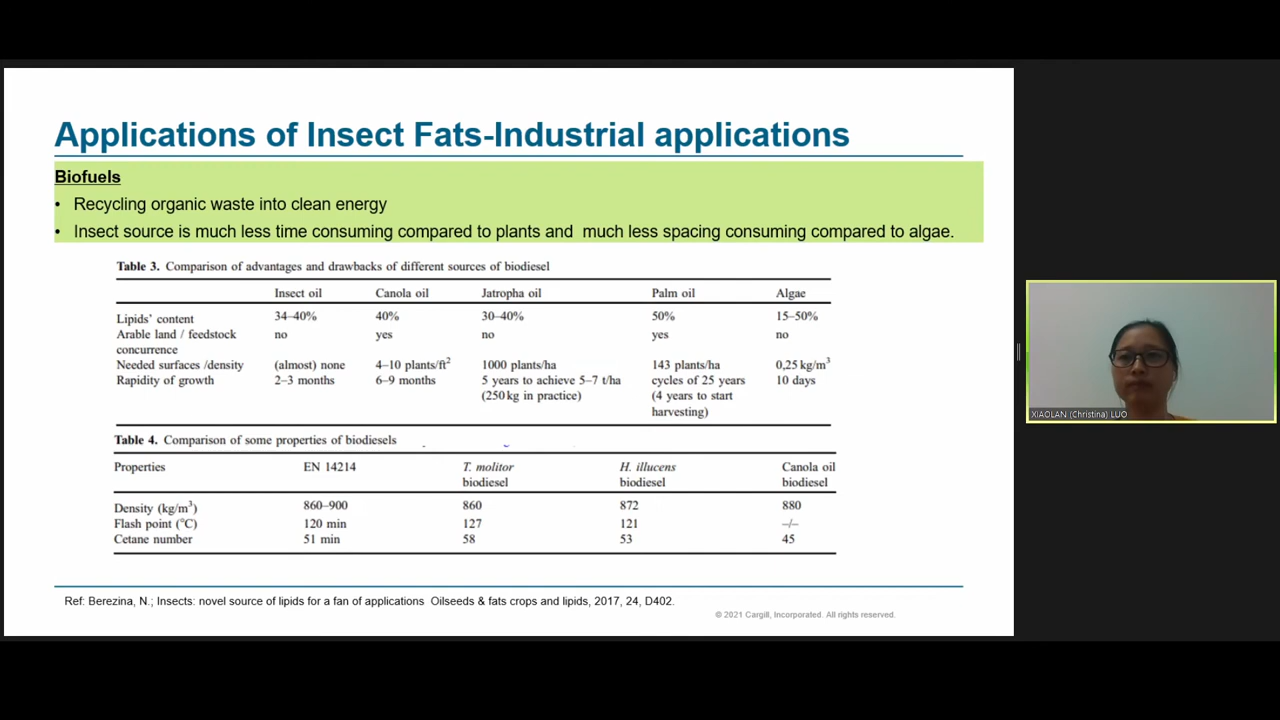 Applications of Insect Fats-Industrial applications
Biofuels
• Recycling organic waste into clean energy
• Insect source is much less time consuming compared to plants and much less spacing consuming compared to algae.
Table 3. Comparison of advantages and drawbacks of different sources of biodiesel
Insect oil Canola oil Jatropha oil Palm oil Algae
Lipids' content 34–40% 40% 30–40% 50% 15–50%
Arable land / feedstock no yes no yes no
concurrence
Needed surfaces /density (almost) none 4–10 plants/ft² 1000 plants/ha 143 plants/ha 0,25 kg/m³
Rapidity of growth 2–3 months 6–9 months 5 years to achieve 5–7 t/ha cycles of 25 years 10 days
(250 kg in practice) (4 years to start
harvesting)
Table 4. Comparison of some properties of biodiesels
Properties EN 14214 T. molitor H. illucens Canola oil
biodiesel biodiesel biodiesel
Density (kg/m³) 860–900 860 872 880
Flash point (°C) 120 min 127 121 –/–
Cetane number 51 min 58 53 45
Ref: Berezina, N.; Insects: novel source of lipids for a fan of applications Oilseeds & fats crops and lipids, 2017, 24, D402.
© 2021 Cargill, Incorporated. All rights reserved.
XIAOLAN (Christina) LUO